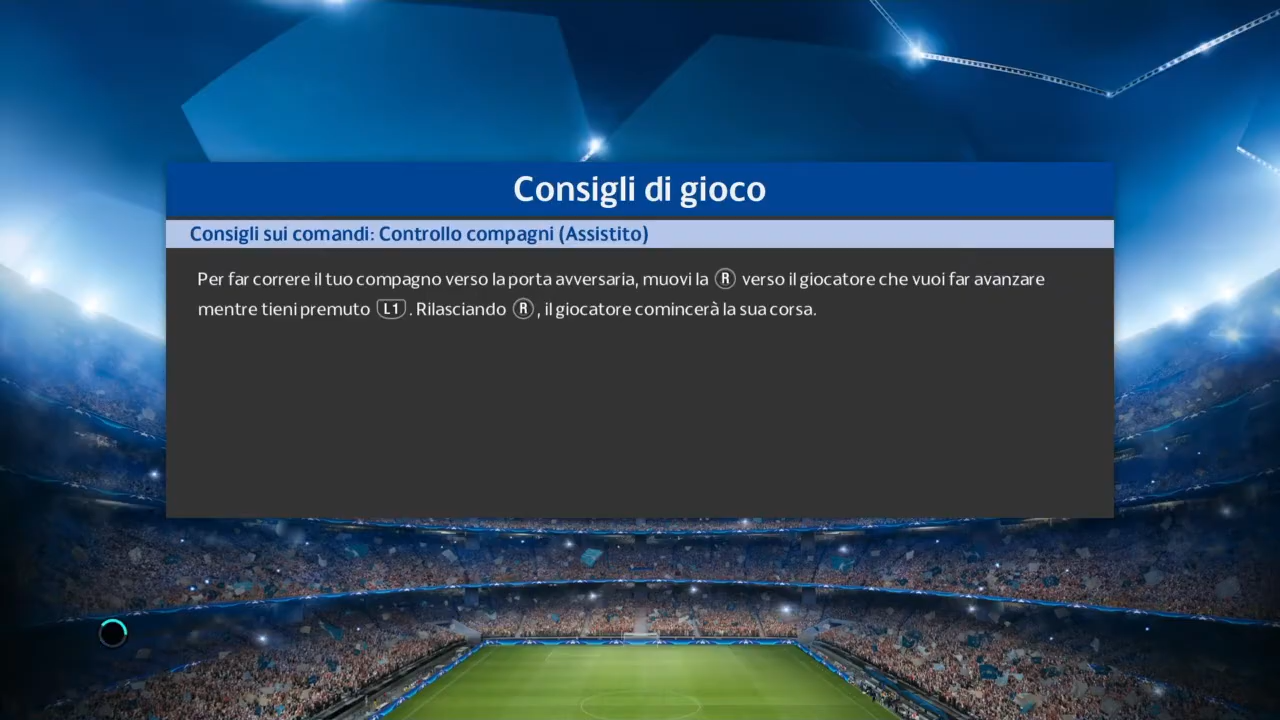 Consigli di gioco
Consigli sui comandi: Controllo compagni (Assistito)
Per far correre il tuo compagno verso la porta avversaria, muovi la R verso il giocatore che vuoi far avanzare
mentre tieni premuto L1. Rilasciando R, il giocatore comincerà la sua corsa.